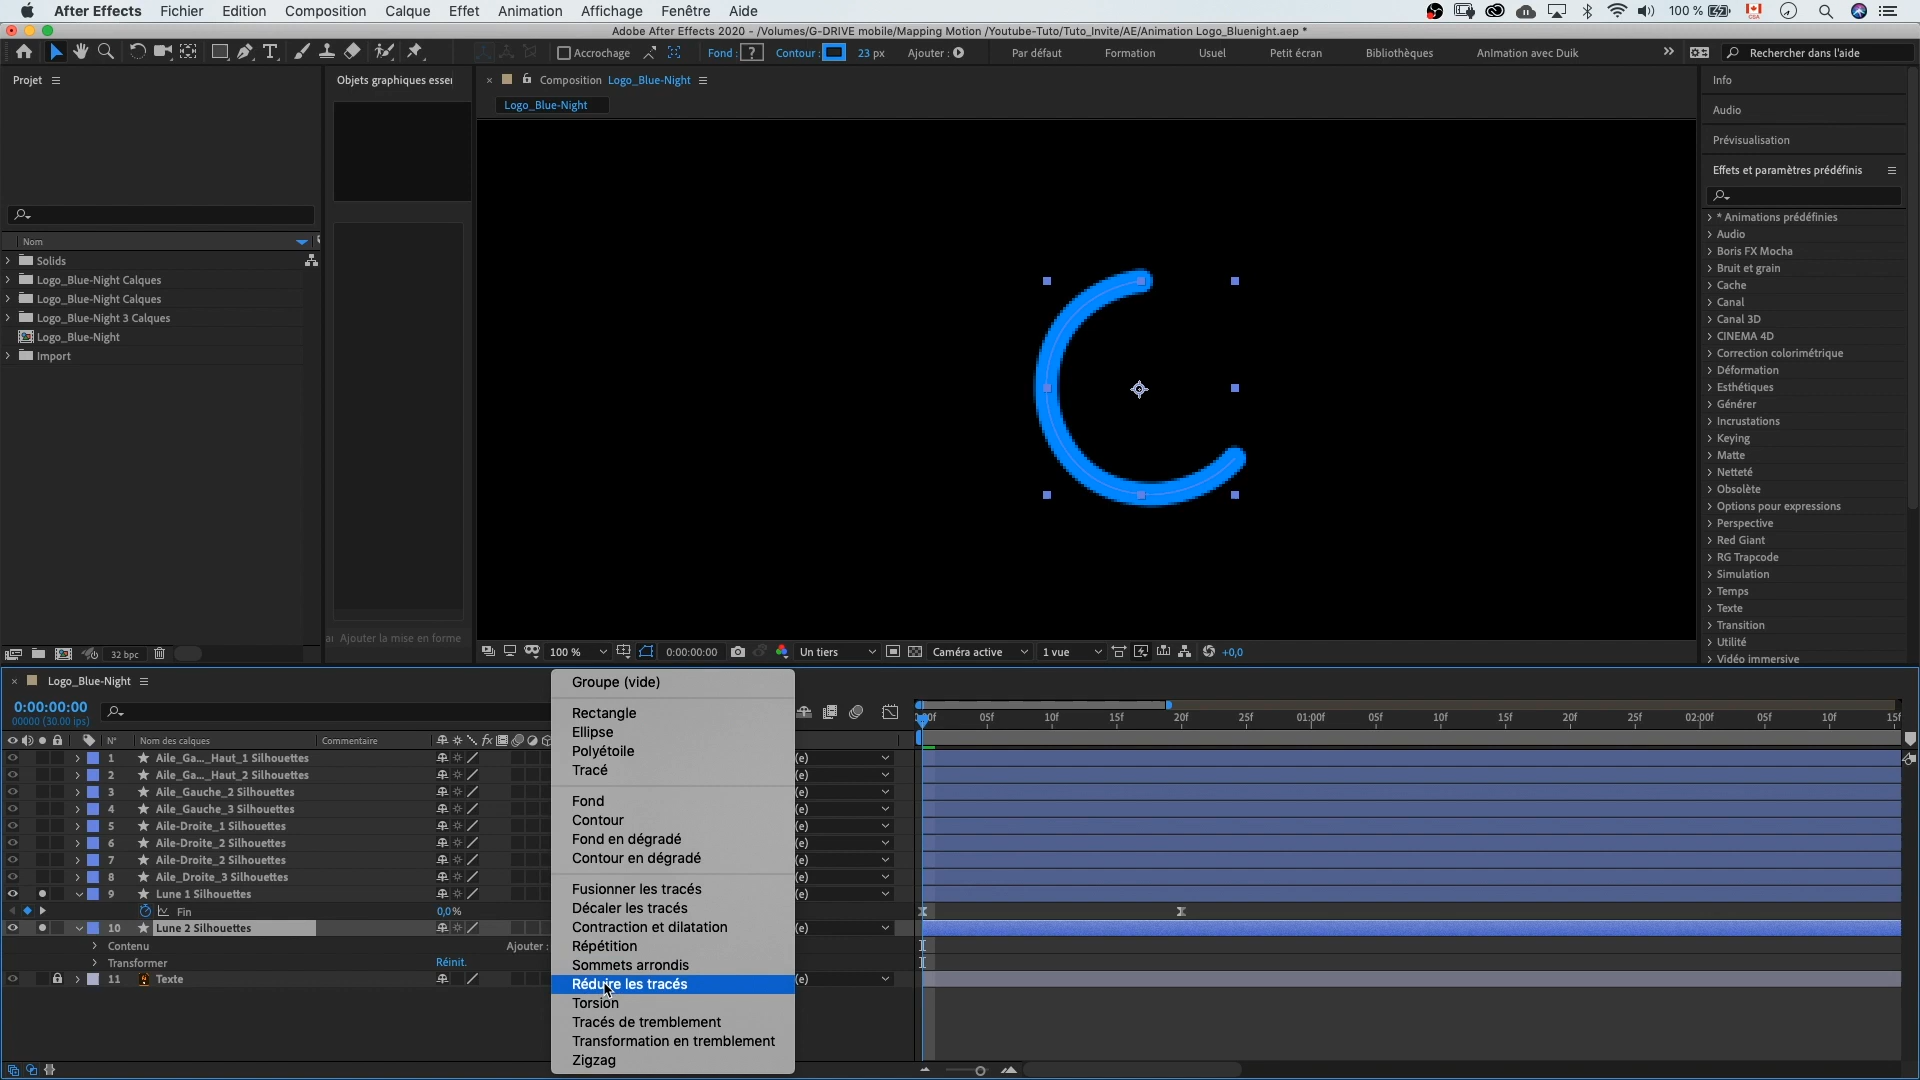 After Effects Fichier Edition Composition Calque Effet Animation Affichage Fenêtre Aide 100 %
Adobe After Effects 2020 - /Volumes/G-DRIVE mobile/Mapping Motion /Youtube-Tuto/Tuto_Invite/AE/Animation Logo_Bluenight.aep *
Accrochage Fond : ? Contour : 23 px Ajouter : Par défaut Formation Usuel Petit écran Bibliothèques Animation avec Duik Rechercher dans l'aide
Projet
Objets graphiques esser
Composition Logo_Blue-Night
Logo_Blue-Night
Nom
Solids
Logo_Blue-Night Calques
Logo_Blue-Night Calques
Logo_Blue-Night 3 Calques
Logo_Blue-Night
Import
Ajouter la mise en forme
32 bpc
100 % 0:00:00:00 Un tiers Caméra active 1 vue +0,0
Info
Audio
Prévisualisation
Effets et paramètres prédéfinis
* Animations prédéfinies
Audio
Boris FX Mocha
Bruit et grain
Cache
Canal
Canal 3D
CINEMA 4D
Correction colorimétrique
Déformation
Esthétiques
Générer
Incrustations
Keying
Matte
Netteté
Obsolète
Options pour expressions
Perspective
Red Giant
RG Trapcode
Simulation
Temps
Texte
Transition
Utilité
Vidéo immersive
Logo_Blue-Night
0:00:00:00
00000 (30.00 ips)
05f 10f 15f 20f 25f 01:00f 05f 10f 15f 20f 25f 02:00f 05f 10f 15f
N° Nom des calques Commentaire
1 Aile_Ga..._Haut_1 Silhouettes (e)
2 Aile_Ga..._Haut_2 Silhouettes (e)
3 Aile_Gauche_2 Silhouettes (e)
4 Aile_Gauche_3 Silhouettes (e)
5 Aile-Droite_1 Silhouettes (e)
6 Aile-Droite_2 Silhouettes (e)
7 Aile-Droite_2 Silhouettes (e)
8 Aile_Droite_3 Silhouettes (e)
9 Lune 1 Silhouettes (e)
Fin 0,0%
10 Lune 2 Silhouettes (e)
Contenu Ajouter :
Transformer Réinit.
11 Texte (e)
Groupe (vide)
Rectangle
Ellipse
Polyétoile
Tracé
Fond
Contour
Fond en dégradé
Contour en dégradé
Fusionner les tracés
Décaler les tracés
Contraction et dilatation
Répétition
Sommets arrondis
Réduire les tracés
Torsion
Tracés de tremblement
Transformation en tremblement
Zigzag